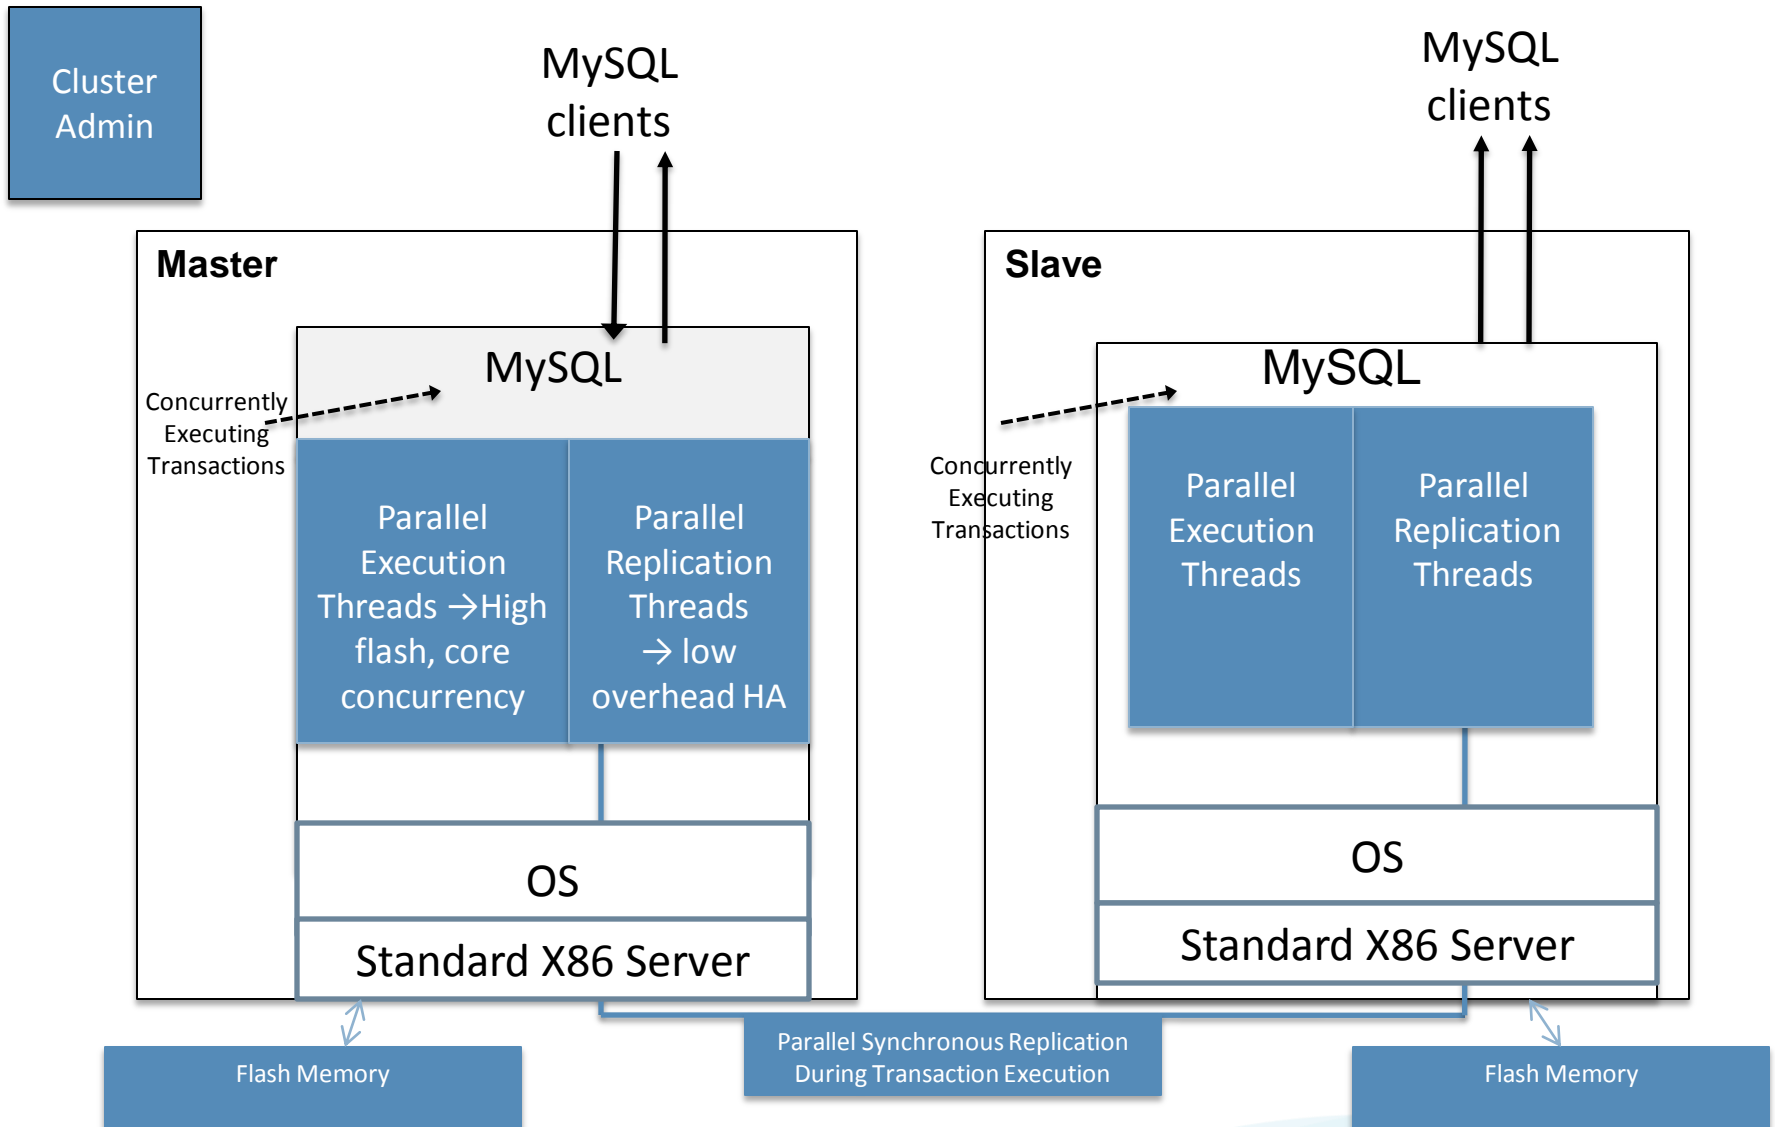 Cluster
Admin
MySQL
clients
MySQL
clients
Master
MySQL
Concurrently
Executing
Transactions
Parallel
Execution
Threads →High
flash, core
concurrency
Parallel
Replication
Threads
→ low
overhead HA
OS
Standard X86 Server
Flash Memory
Slave
MySQL
Concurrently
Executing
Transactions
Parallel
Execution
Threads
Parallel
Replication
Threads
OS
Standard X86 Server
Parallel Synchronous Replication
During Transaction Execution
Flash Memory